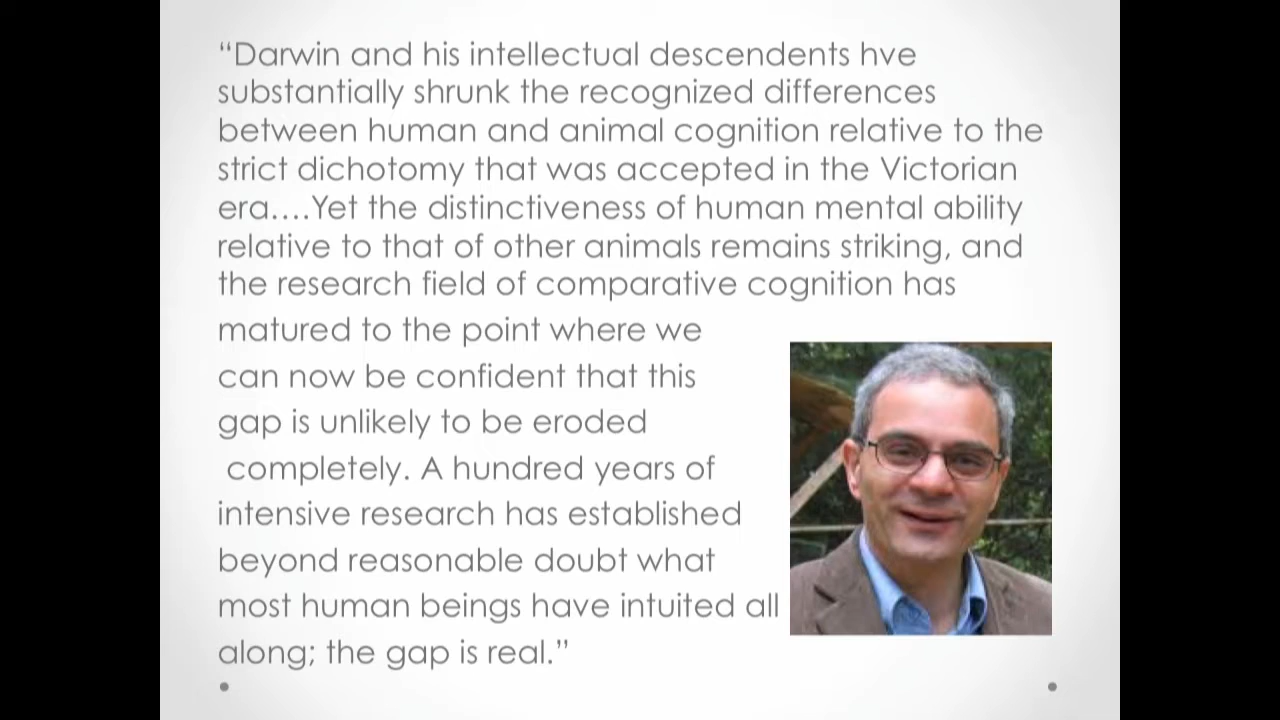 “Darwin and his intellectual descendents hve
substantially shrunk the recognized differences
between human and animal cognition relative to the
strict dichotomy that was accepted in the Victorian
era….Yet the distinctiveness of human mental ability
relative to that of other animals remains striking, and
the research field of comparative cognition has
matured to the point where we
can now be confident that this
gap is unlikely to be eroded
completely. A hundred years of
intensive research has established
beyond reasonable doubt what
most human beings have intuited all
along; the gap is real.”